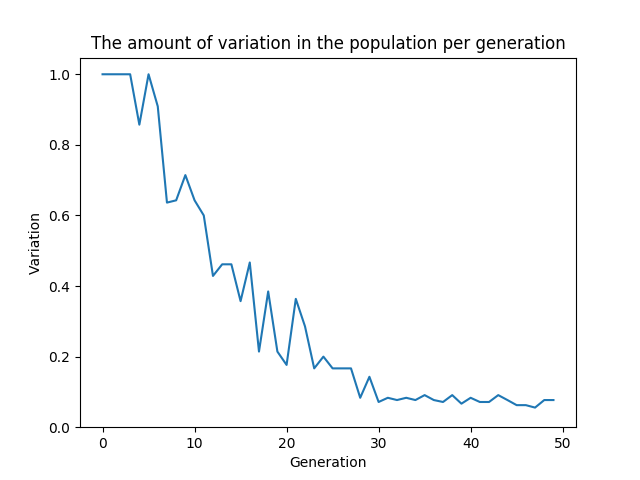 The amount of variation in the population per generation
1.0
0.8
0.6
0.4
0.2
0.0
Variation
0 10 20 30 40 50
Generation